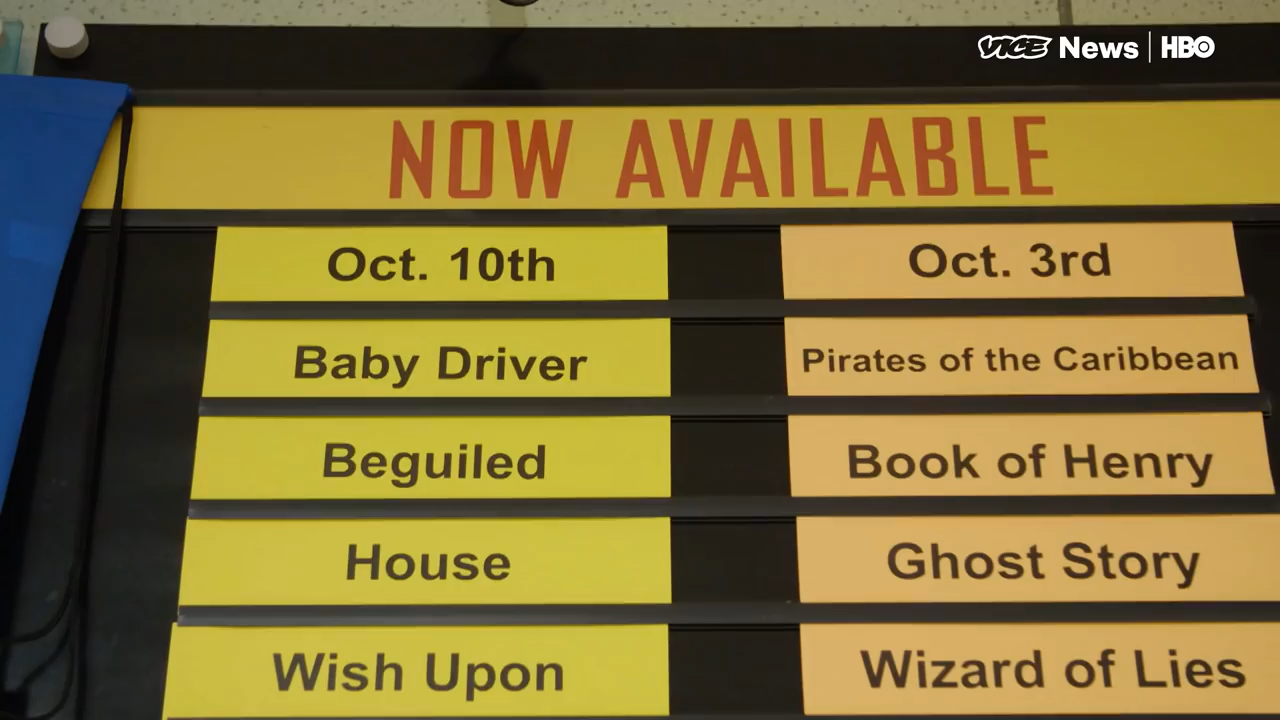 VICE News | HBO
NOW AVAILABLE
Oct. 10th
Baby Driver
Beguiled
House
Wish Upon
Oct. 3rd
Pirates of the Caribbean
Book of Henry
Ghost Story
Wizard of Lies